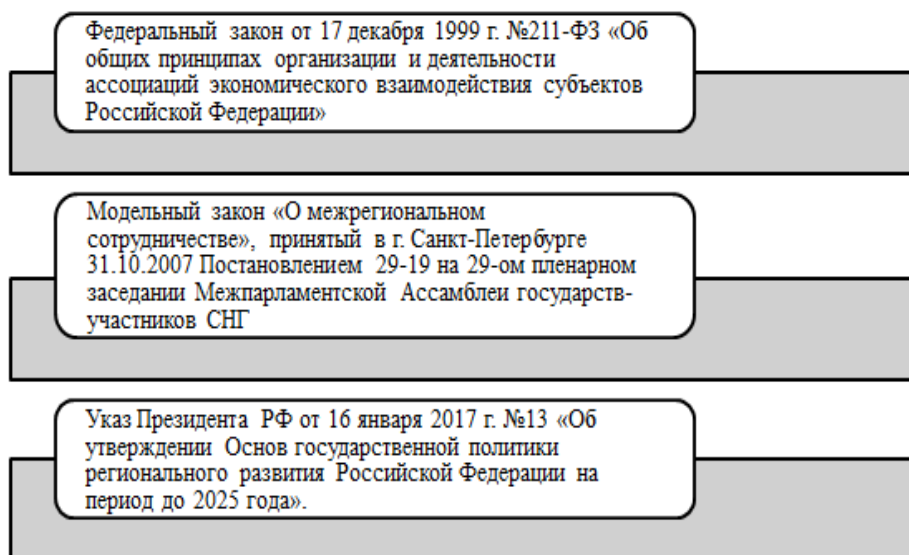 Федеральный закон от 17 декабря 1999 г. №211-ФЗ «Об
общих принципах организации и деятельности
ассоциаций экономического взаимодействия субъектов
Российской Федерации»
Модельный закон «О межрегиональном
сотрудничестве», принятый в г. Санкт-Петербурге
31.10.2007 Постановлением 29-19 на 29-ом пленарном
заседании Межпарламентской Ассамблеи государств-
участников СНГ
Указ Президента РФ от 16 января 2017 г. №13 «Об
утверждении Основ государственной политики
регионального развития Российской Федерации на
период до 2025 года».